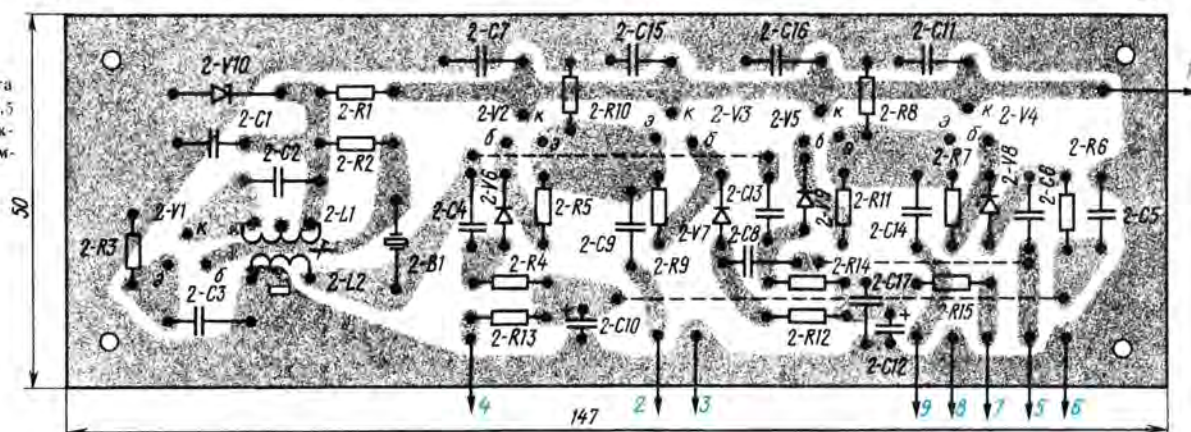 2-C7 2-C15 2-C16 2-C11
2-V10 2-R1 2-V2 к 2-R10 к 2-V3 2-V5 к 2-R8 к 2-V4
1
та
,5
к-
м-
2-C1 2-R2 б э э б б э э 2-R7 б 2-V8 2-R6
2-C2 2-V6 2-C13 2-V9 2-C6
50
2-V1 к 2-L1 2-C4 2-R5 2-C9 2-V7 2-R11 2-C14 2-C5
2-R3 э б 2-L2 2-B1 2-R4 2-R9 2-C8 2-R14 2-C17 2-R15
2-C3 2-R13 2-C10 2-R12 + 2-C12
4 2 3 9 8 7 5 6
147